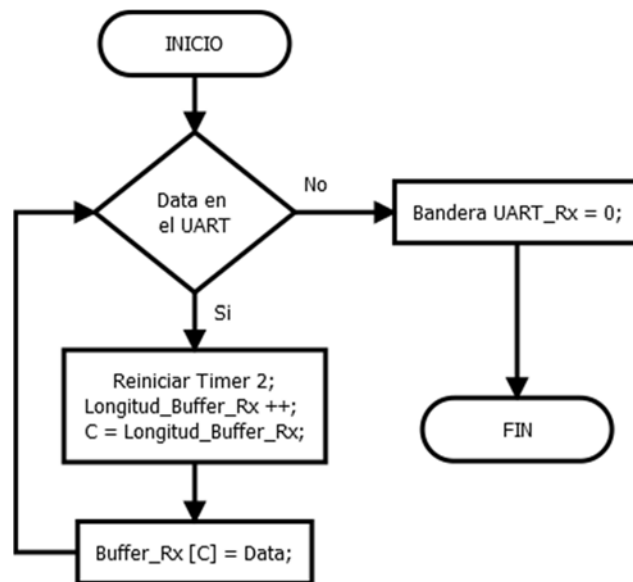 INICIO
Data en
el UART
No
Bandera UART_Rx = 0;
Si
Reiniciar Timer 2;
Longitud_Buffer_Rx ++;
C = Longitud_Buffer_Rx;
FIN
Buffer_Rx [C] = Data;